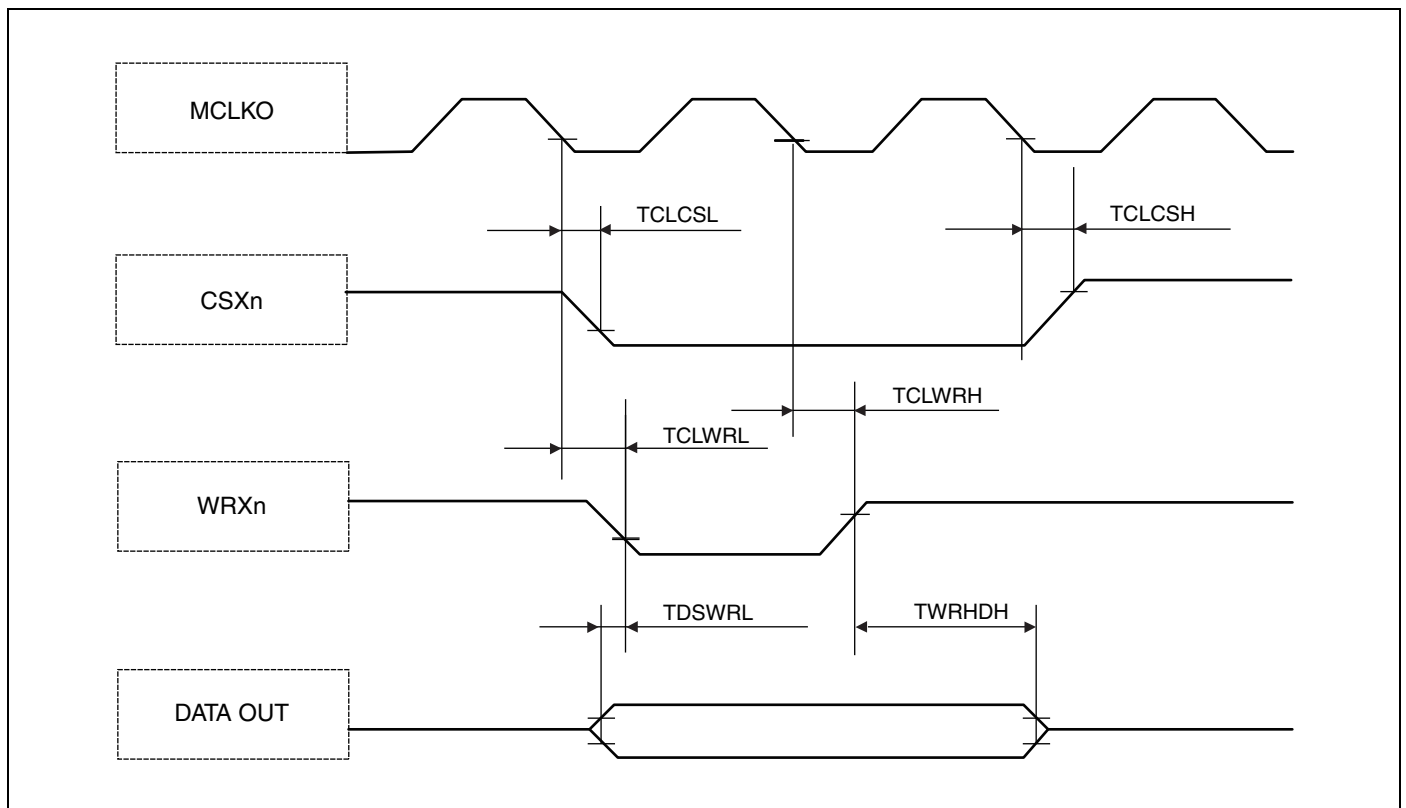 MCLKO
TCLCSL
TCLCSH
CSXn
TCLWRH
TCLWRL
WRXn
TDSWRL
TWRHDH
DATA OUT